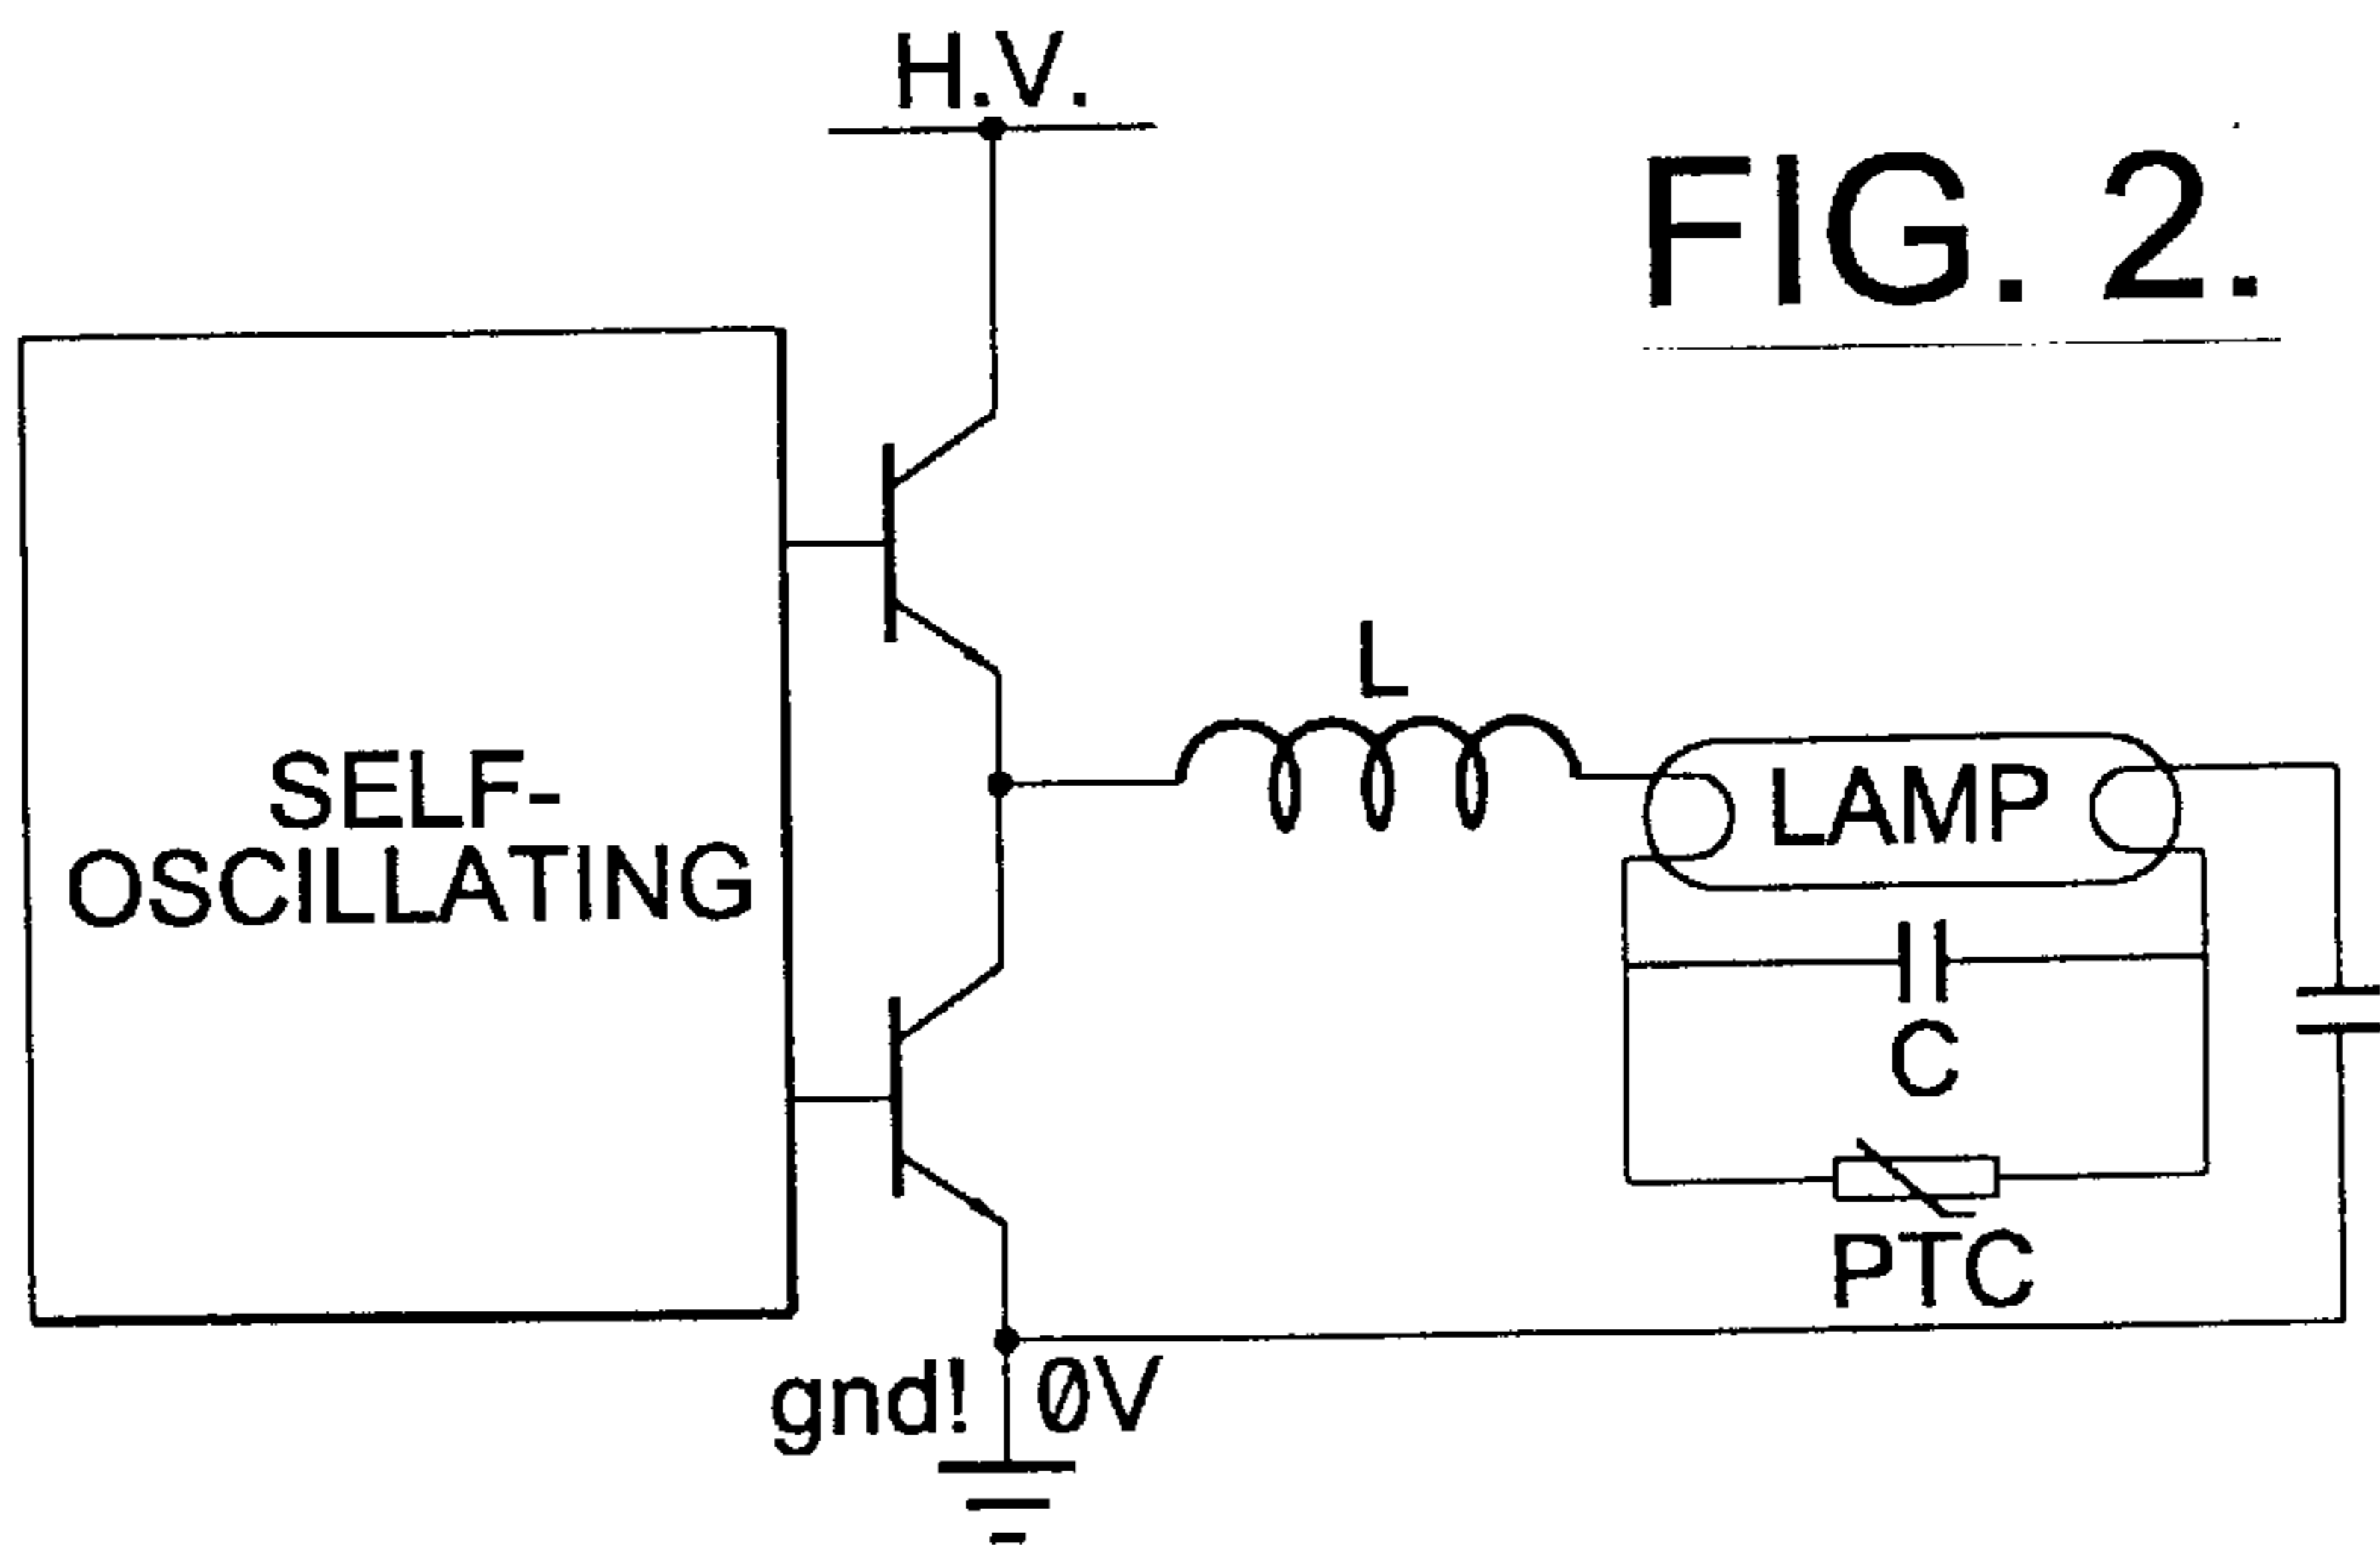 H.V.
FIG. 2.
L
SELF-
OSCILLATING
LAMP
C
PTC
gnd! 0V